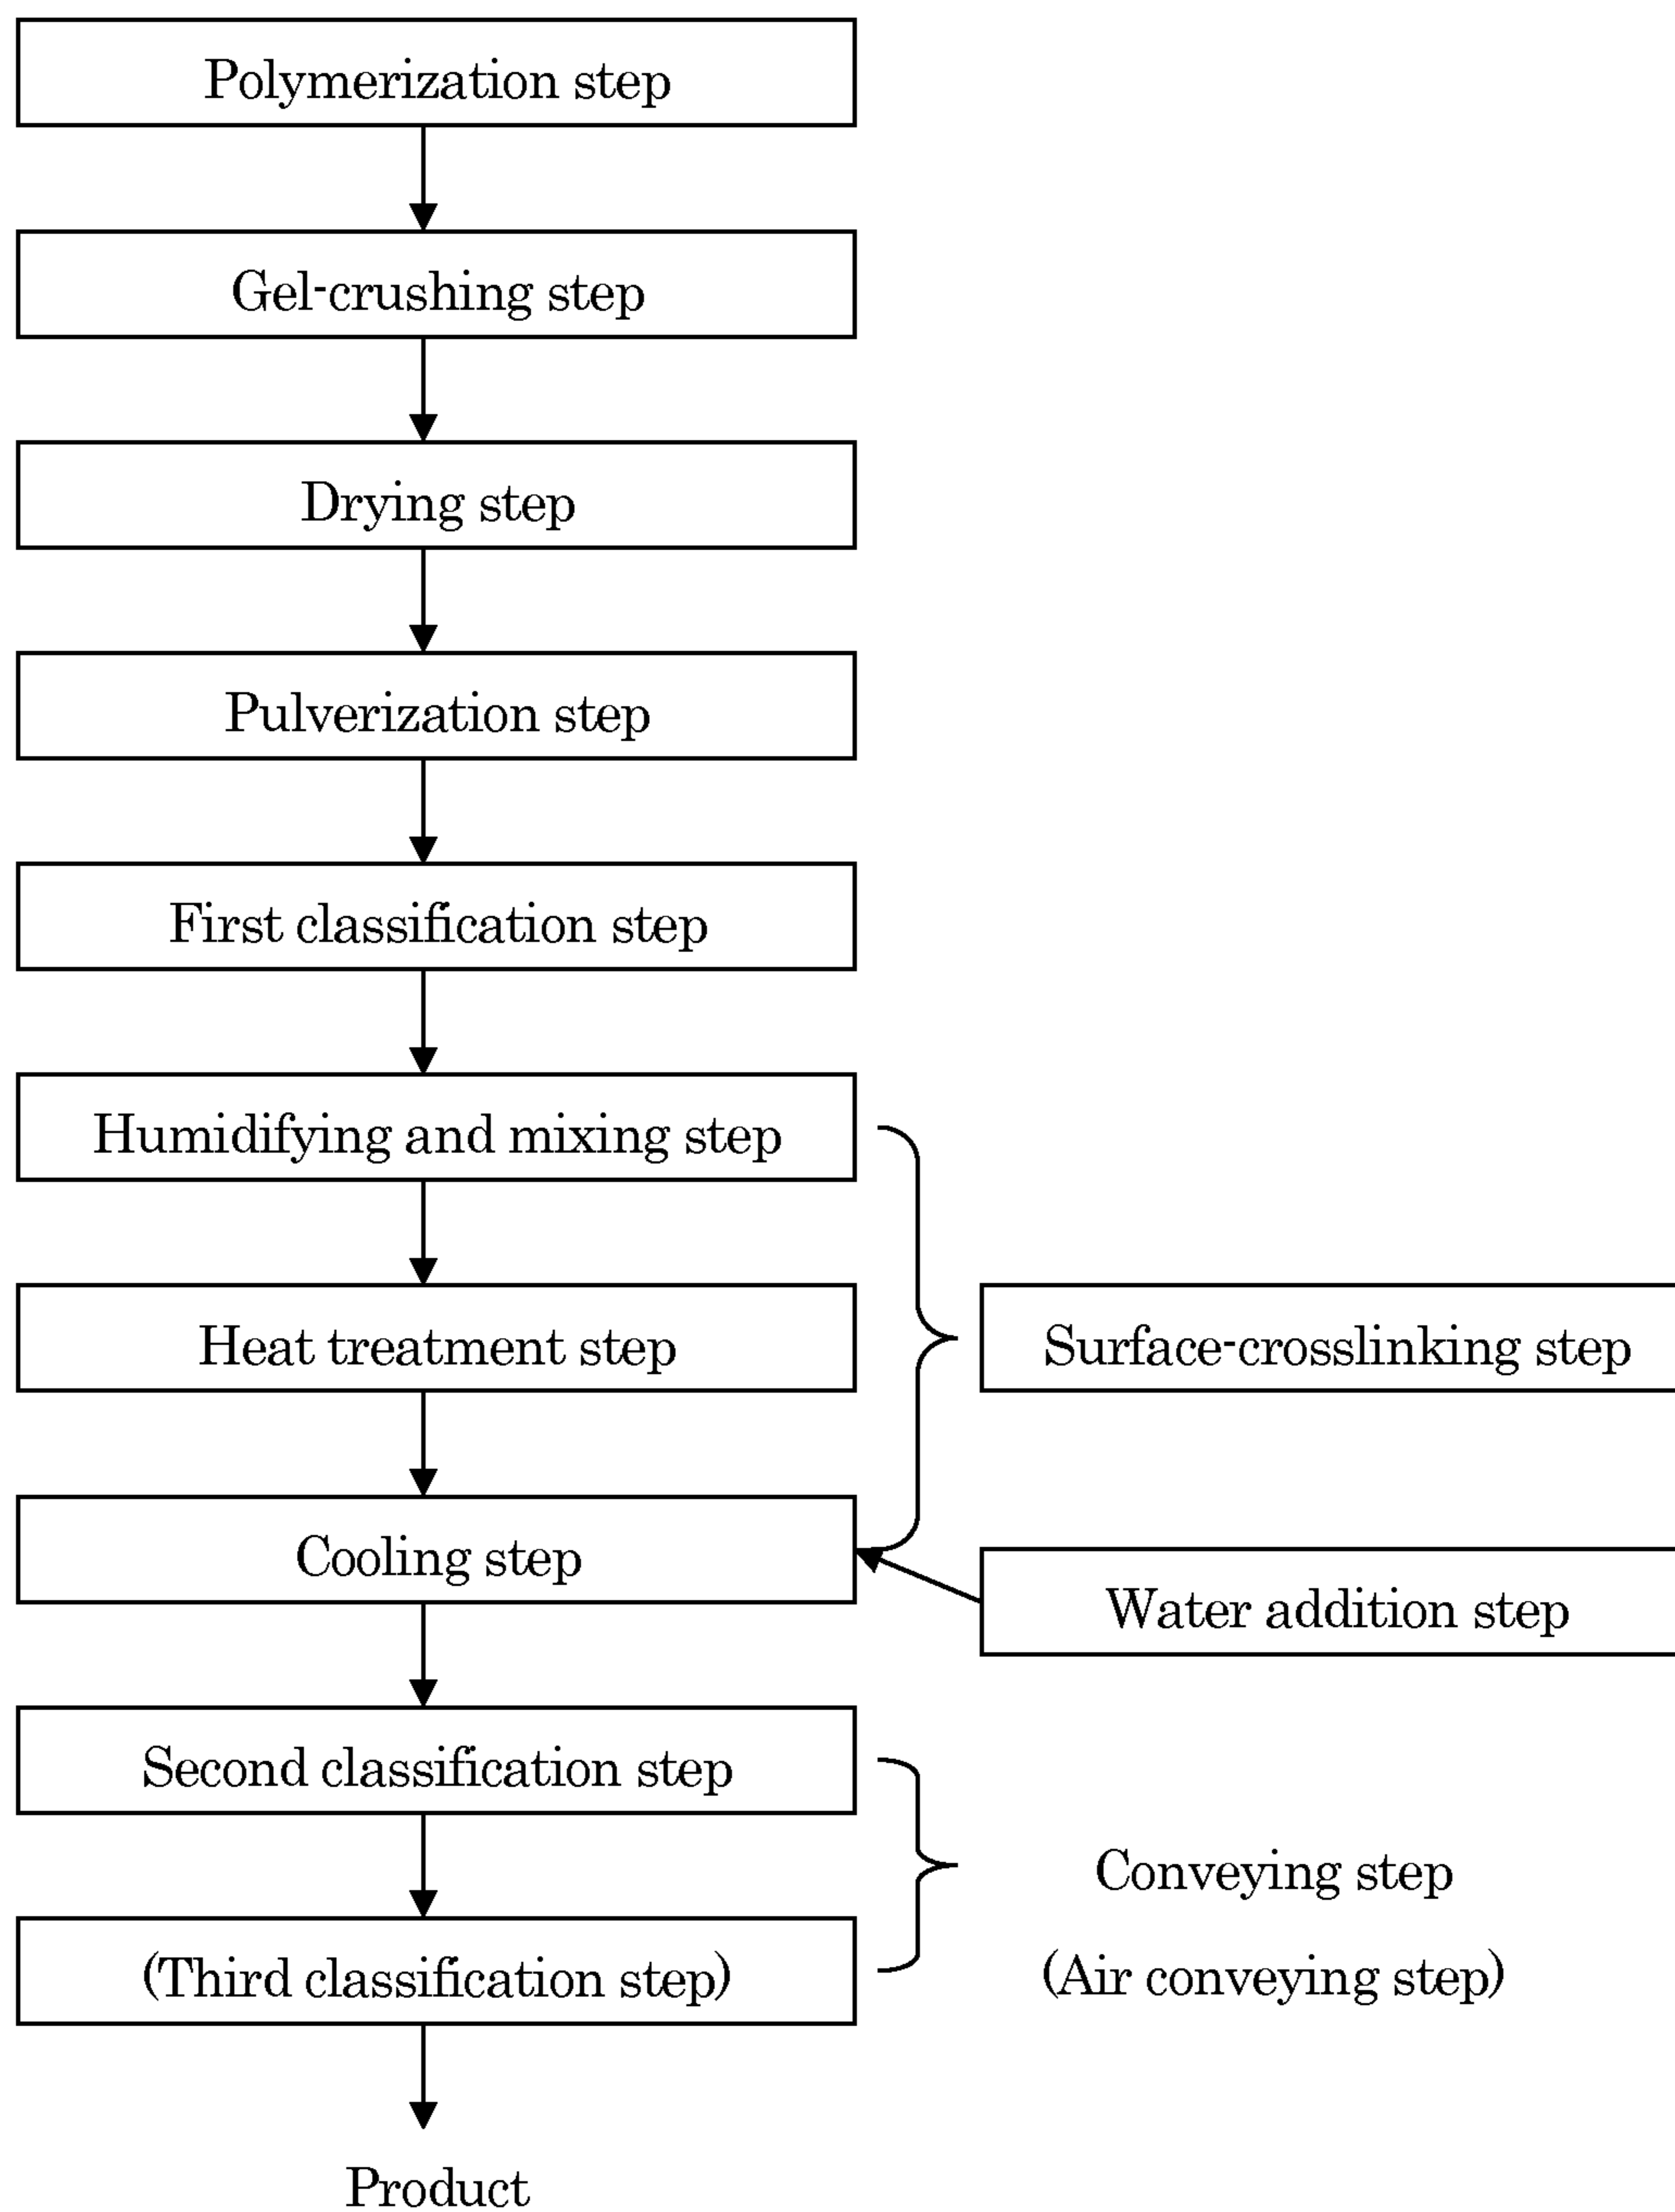 Polymerization step
Gel-crushing step
Drying step
Pulverization step
First classification step
Humidifying and mixing step
Heat treatment step
Surface-crosslinking step
Cooling step
Water addition step
Second classification step
Conveying step
(Third classification step)
(Air conveying step)
Product